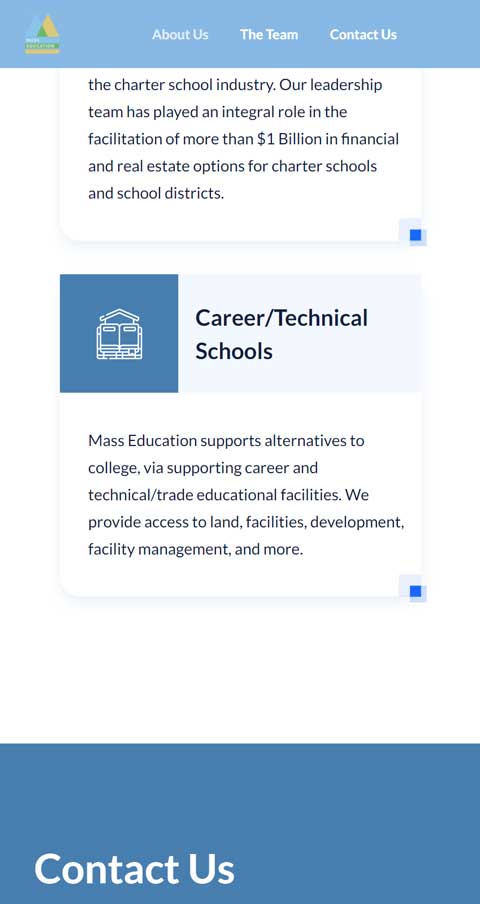 MASS
EDUCATION
About Us
The Team
Contact Us
the charter school industry. Our leadership
team has played an integral role in the
facilitation of more than $1 Billion in financial
and real estate options for charter schools
and school districts.
Career/Technical
Schools
Mass Education supports alternatives to
college, via supporting career and
technical/trade educational facilities. We
provide access to land, facilities, development,
facility management, and more.
Contact Us